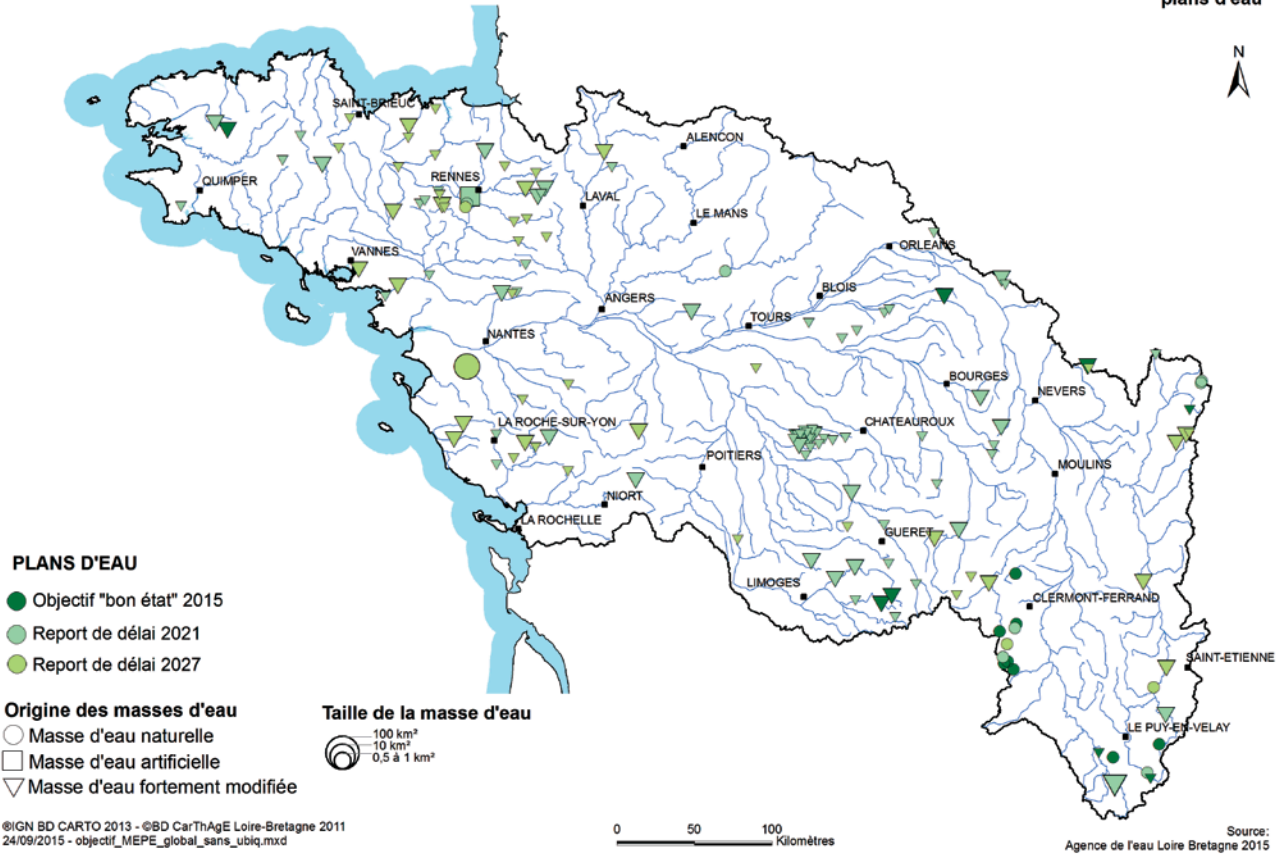 plans d'eau
N
SAINT-BRIEUC
ALENCON
QUIMPER
RENNES
LAVAL
LE MANS
ORLEANS
VANNES
BLOIS
ANGERS
TOURS
NANTES
BOURGES
NEVERS
LA ROCHE-SUR-YON
CHATEAUROUX
POITIERS
MOULINS
NIORT
LA ROCHELLE
GUERET
LIMOGES
CLERMONT-FERRAND
SAINT-ETIENNE
LE PUY-EN-VELAY
PLANS D'EAU
Objectif "bon état" 2015
Report de délai 2021
Report de délai 2027
Origine des masses d'eau
Masse d'eau naturelle
Masse d'eau artificielle
Masse d'eau fortement modifiée
Taille de la masse d'eau
100 km²
10 km²
0,5 à 1 km²
®IGN BD CARTO 2013 - ©BD CarThAgE Loire-Bretagne 2011
24/09/2015 - objectif_MEPE_global_sans_ubiq.mxd
0 50 100
Kilomètres
Source:
Agence de l'eau Loire Bretagne 2015